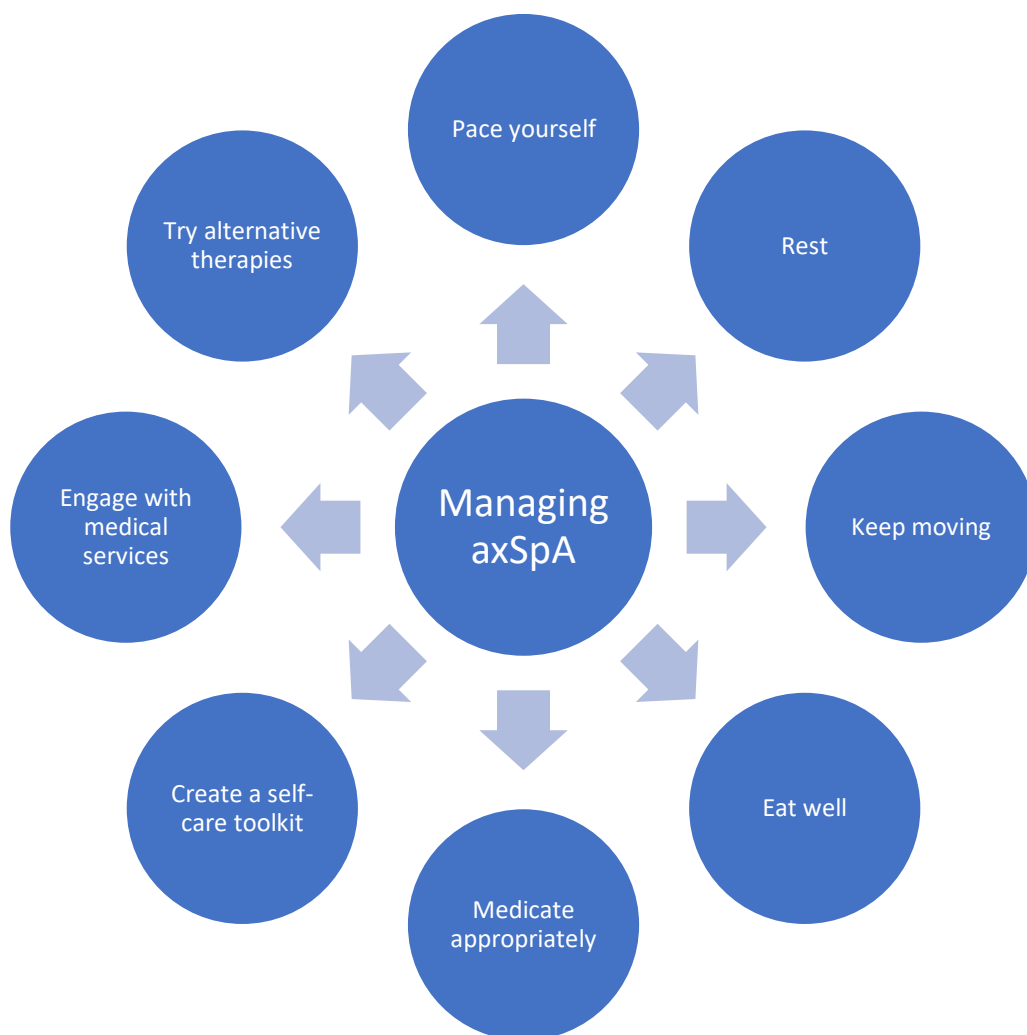 Pace yourself
Try alternative
therapies
Rest
Engage with
medical
services
Managing
axSpA
Keep moving
Create a self-
care toolkit
Eat well
Medicate
appropriately